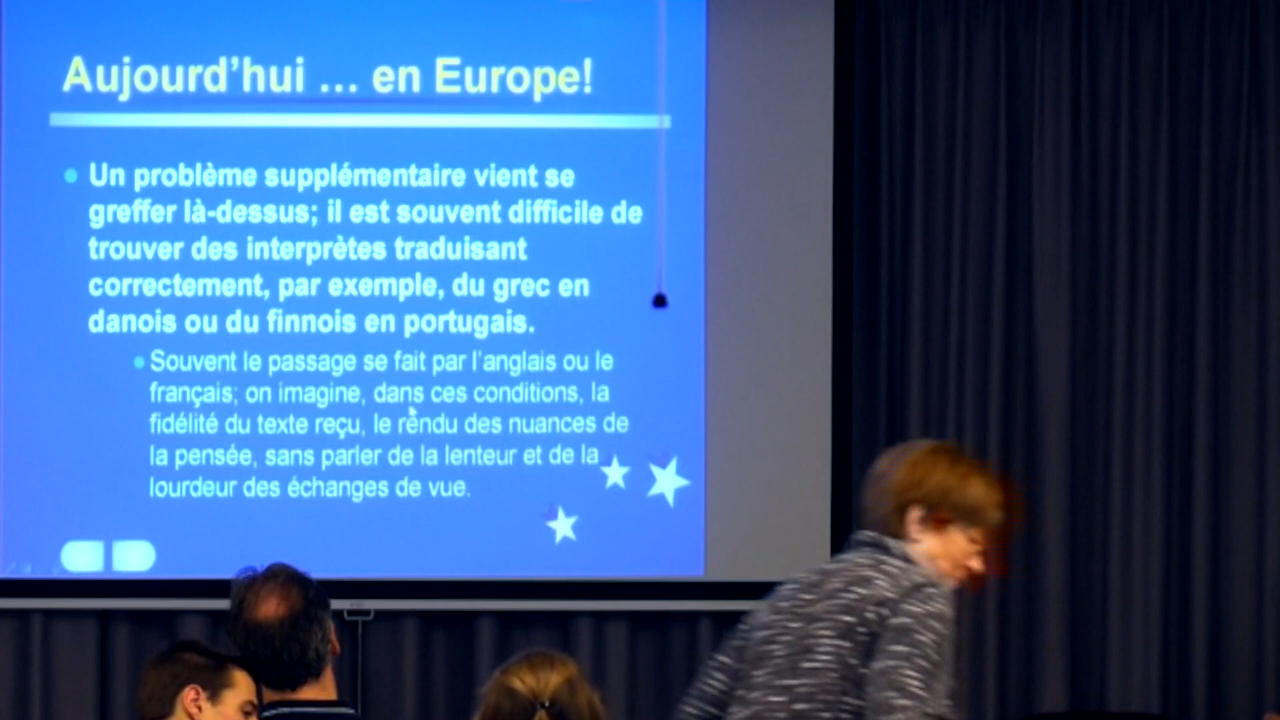 Aujourd’hui ... en Europe!
Un problème supplémentaire vient se
greffer là-dessus; il est souvent difficile de
trouver des interprètes traduisant
correctement, par exemple, du grec en
danois ou du finnois en portugais.
Souvent le passage se fait par l’anglais ou le
français; on imagine, dans ces conditions, la
fidélité du texte reçu, le rendu des nuances de
la pensée, sans parler de la lenteur et de la
lourdeur des échanges de vue.